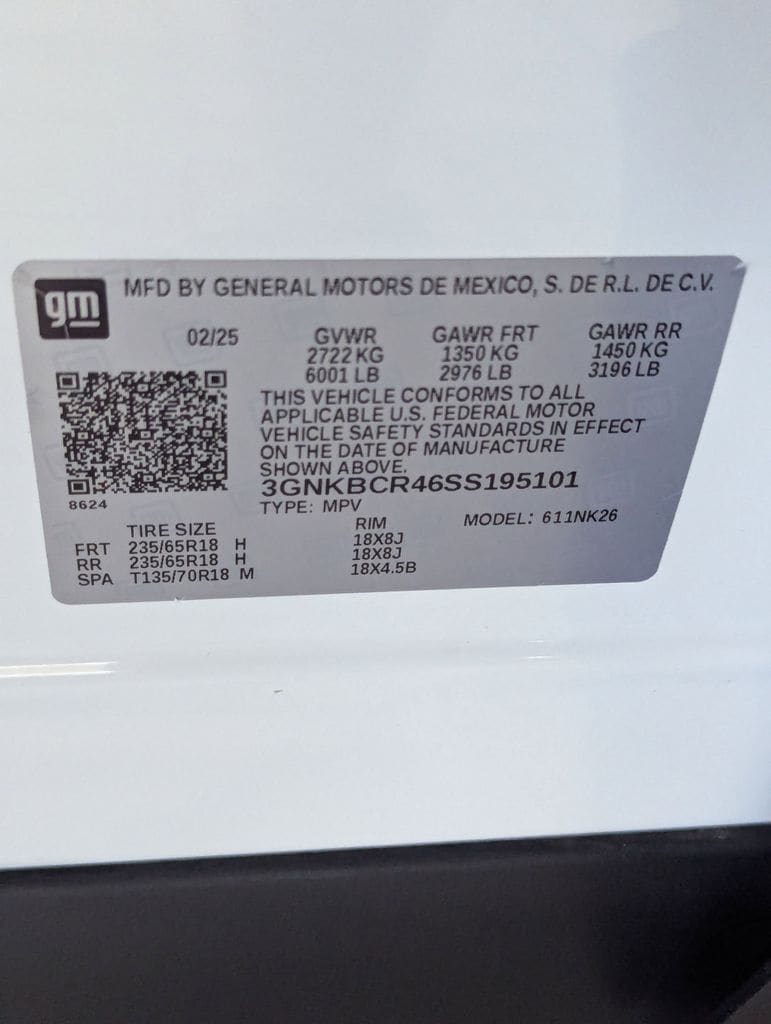 gm MFD BY GENERAL MOTORS DE MEXICO, S. DE R.L. DE C.V.
02/25 GVWR GAWR FRT GAWR RR
2722 KG 1350 KG 1450 KG
6001 LB 2976 LB 3196 LB
THIS VEHICLE CONFORMS TO ALL
APPLICABLE U.S. FEDERAL MOTOR
VEHICLE SAFETY STANDARDS IN EFFECT
ON THE DATE OF MANUFACTURE
SHOWN ABOVE.
3GNKBCR46SS195101
8624
TYPE: MPV MODEL: 611NK26
TIRE SIZE RIM
FRT 235/65R18 H 18X8J
RR 235/65R18 H 18X8J
SPA T135/70R18 M 18X4.5B